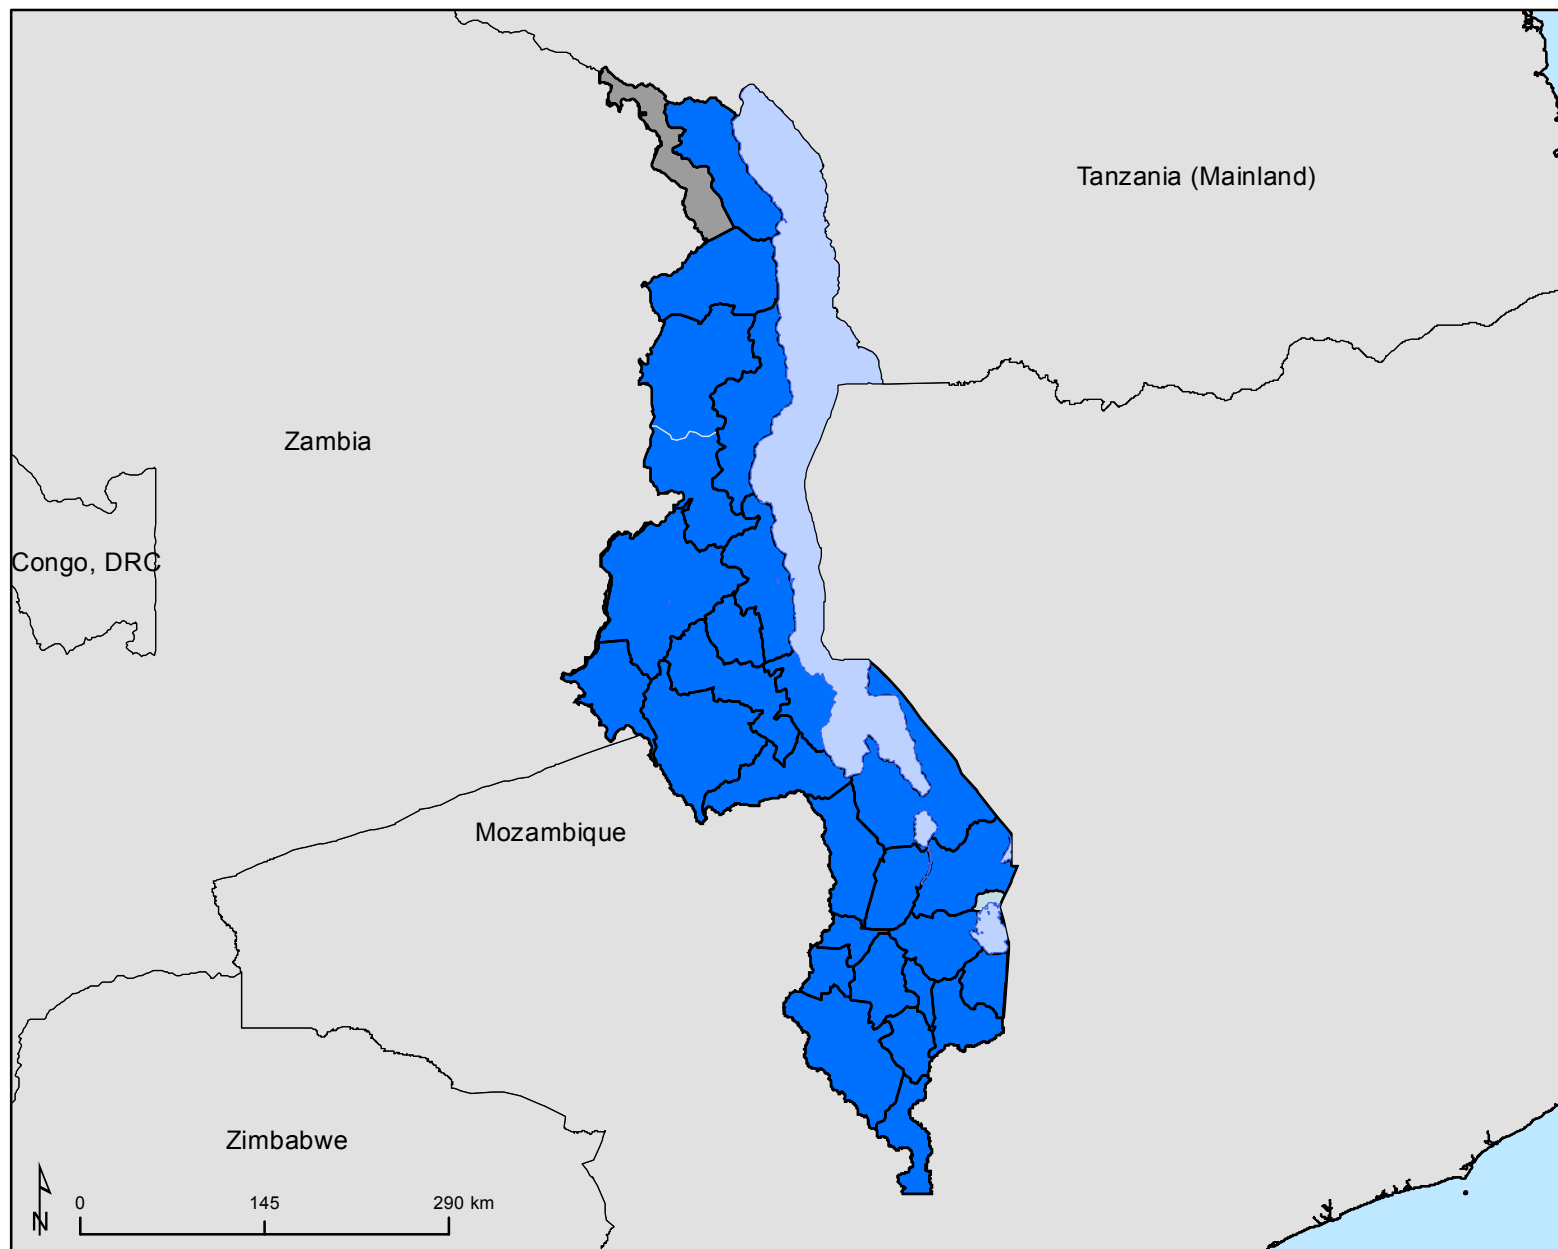 Tanzania (Mainland)
Zambia
Congo, DRC
Mozambique
Zimbabwe
N
0 145 290 km